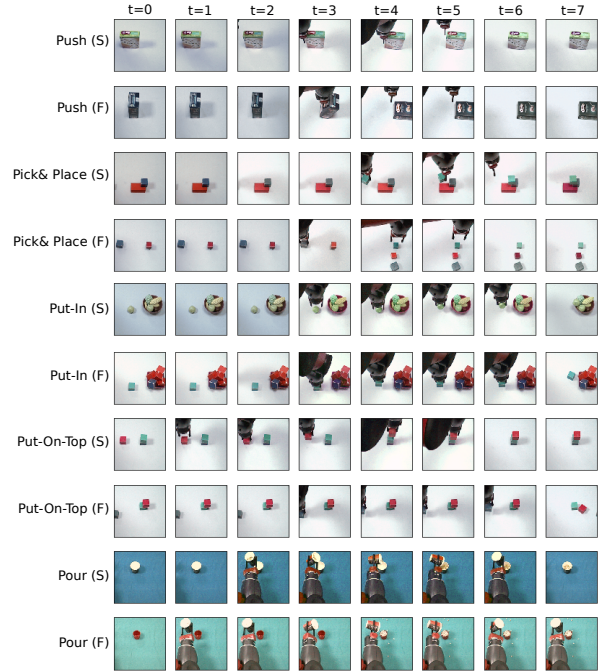 t=0 t=1 t=2 t=3 t=4 t=5 t=6 t=7
Push (S)
Push (F)
Pick& Place (S)
Pick& Place (F)
Put-In (S)
Put-In (F)
Put-On-Top (S)
Put-On-Top (F)
Pour (S)
Pour (F)